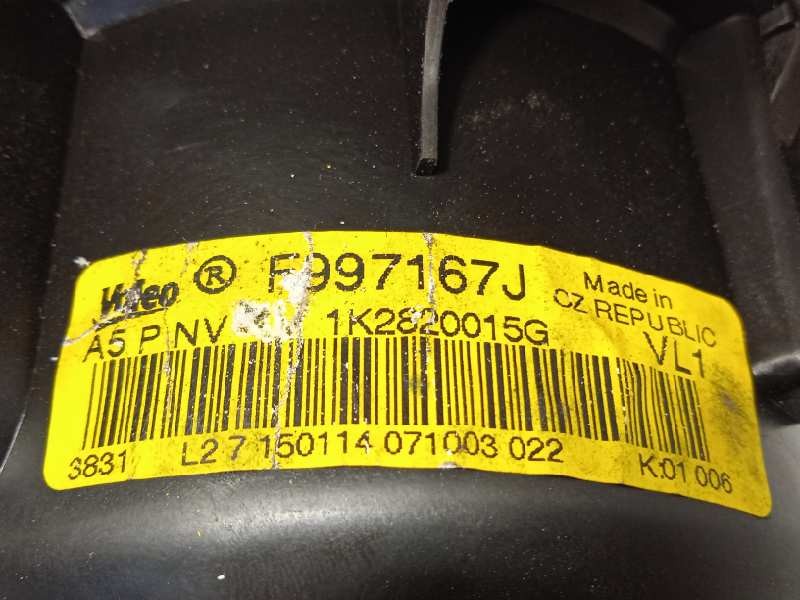 Valeo ® F997167J Made in
CZ REPUBLIC
A5 P NV 1K2820015G VL1
3831 L2 7 150114 071003 022 K:01 006